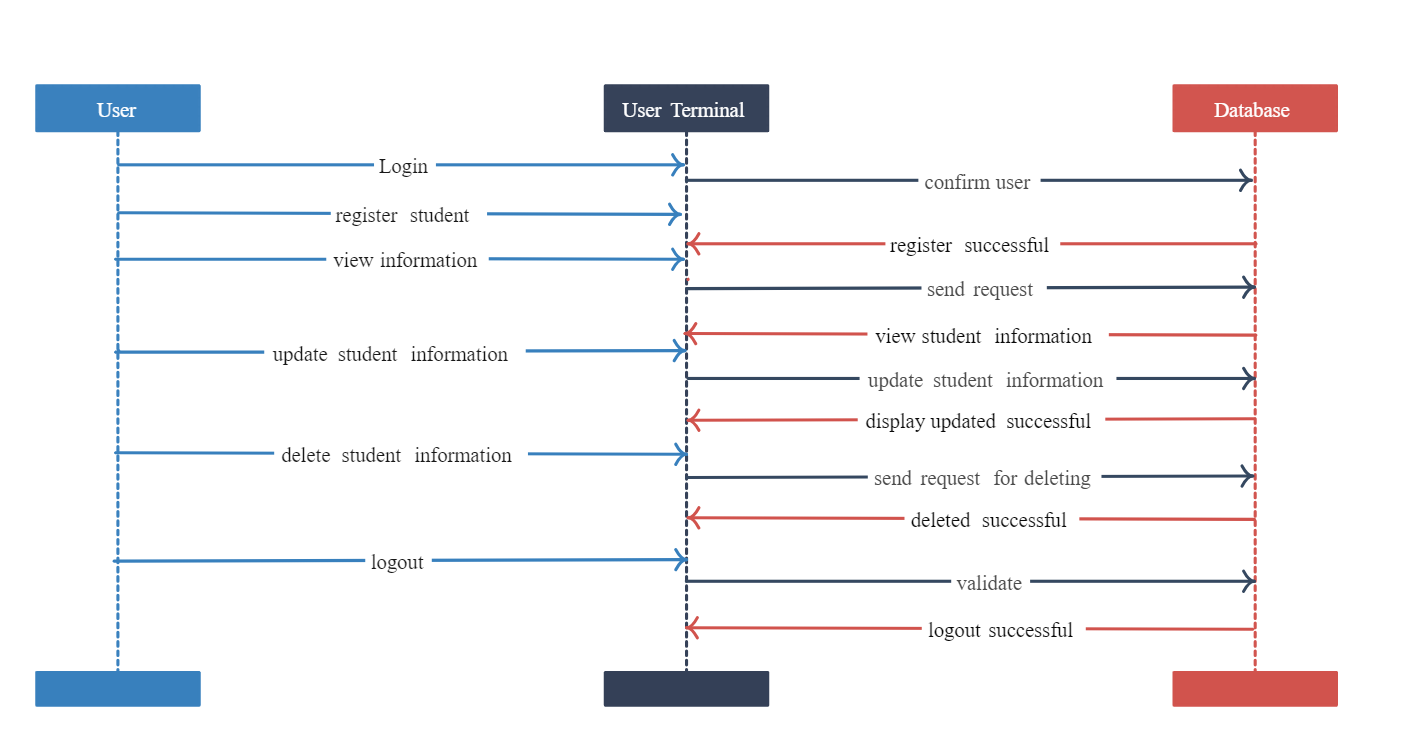 User
User Terminal
Database
Login
confirm user
register student
register successful
view information
send request
view student information
update student information
update student information
display updated successful
delete student information
send request for deleting
deleted successful
logout
validate
logout successful